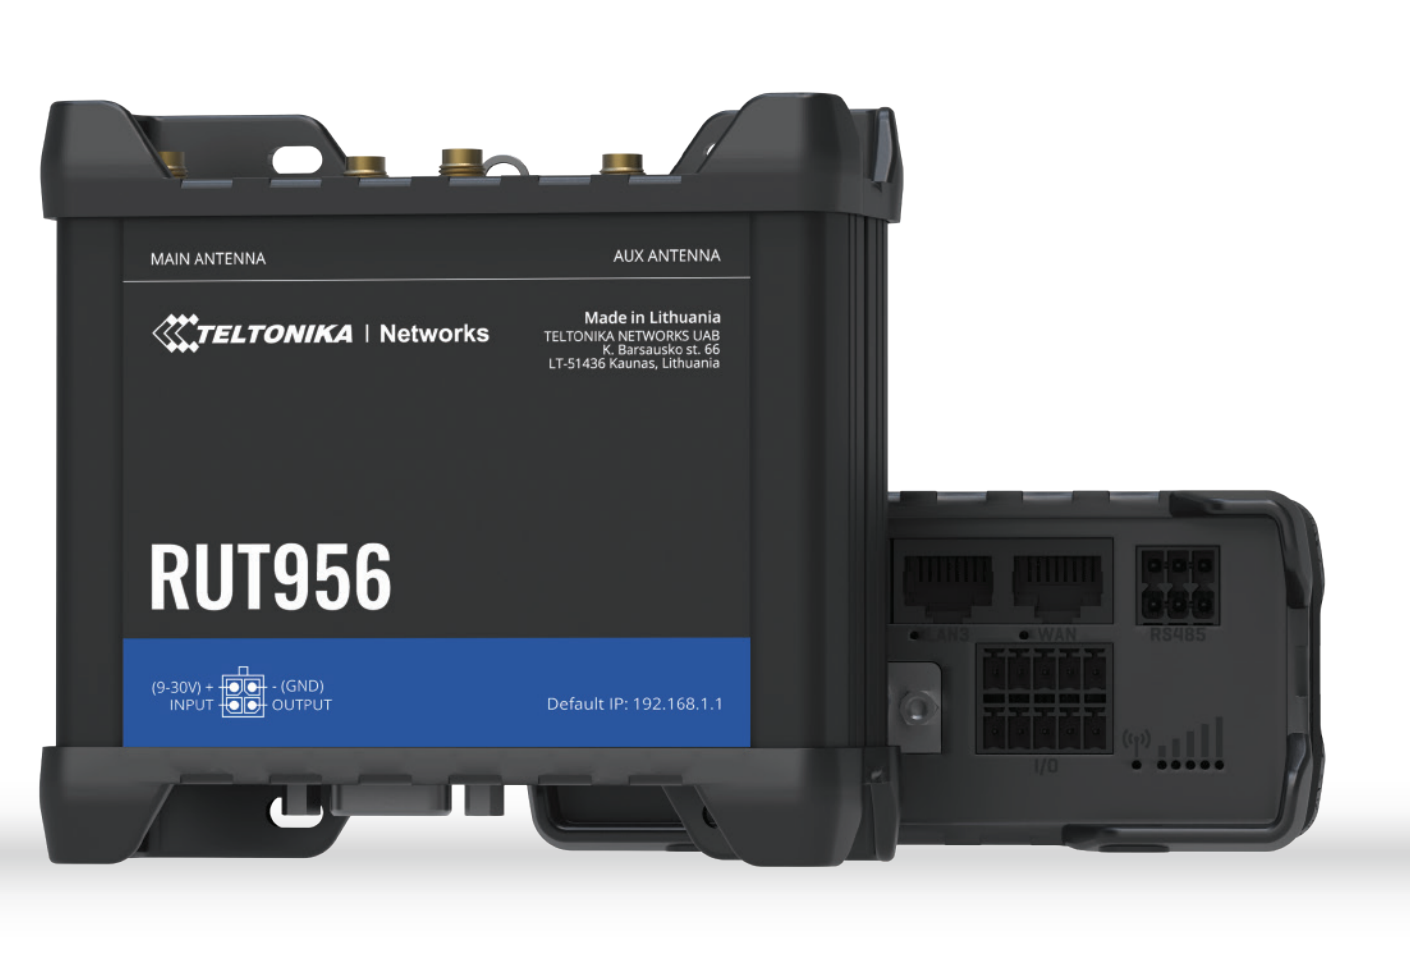 MAIN ANTENNA
AUX ANTENNA
TELTONIKA | Networks
Made in Lithuania
TELTONIKA NETWORKS UAB
K. Barsausko st. 66
LT-51436 Kaunas, Lithuania
RUT956
(9-30V) +
- (GND)
INPUT
OUTPUT
Default IP: 192.168.1.1
LAN3
WAN
RS485
I/O